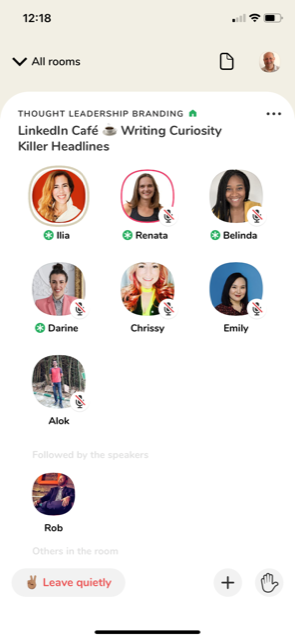 12:18
All rooms
THOUGHT LEADERSHIP BRANDING
LinkedIn Café ☕ Writing Curiosity
Killer Headlines
Ilia Renata Belinda
Darine Chrissy Emily
Alok
Followed by the speakers
Rob
Others in the room
✌🏽 Leave quietly